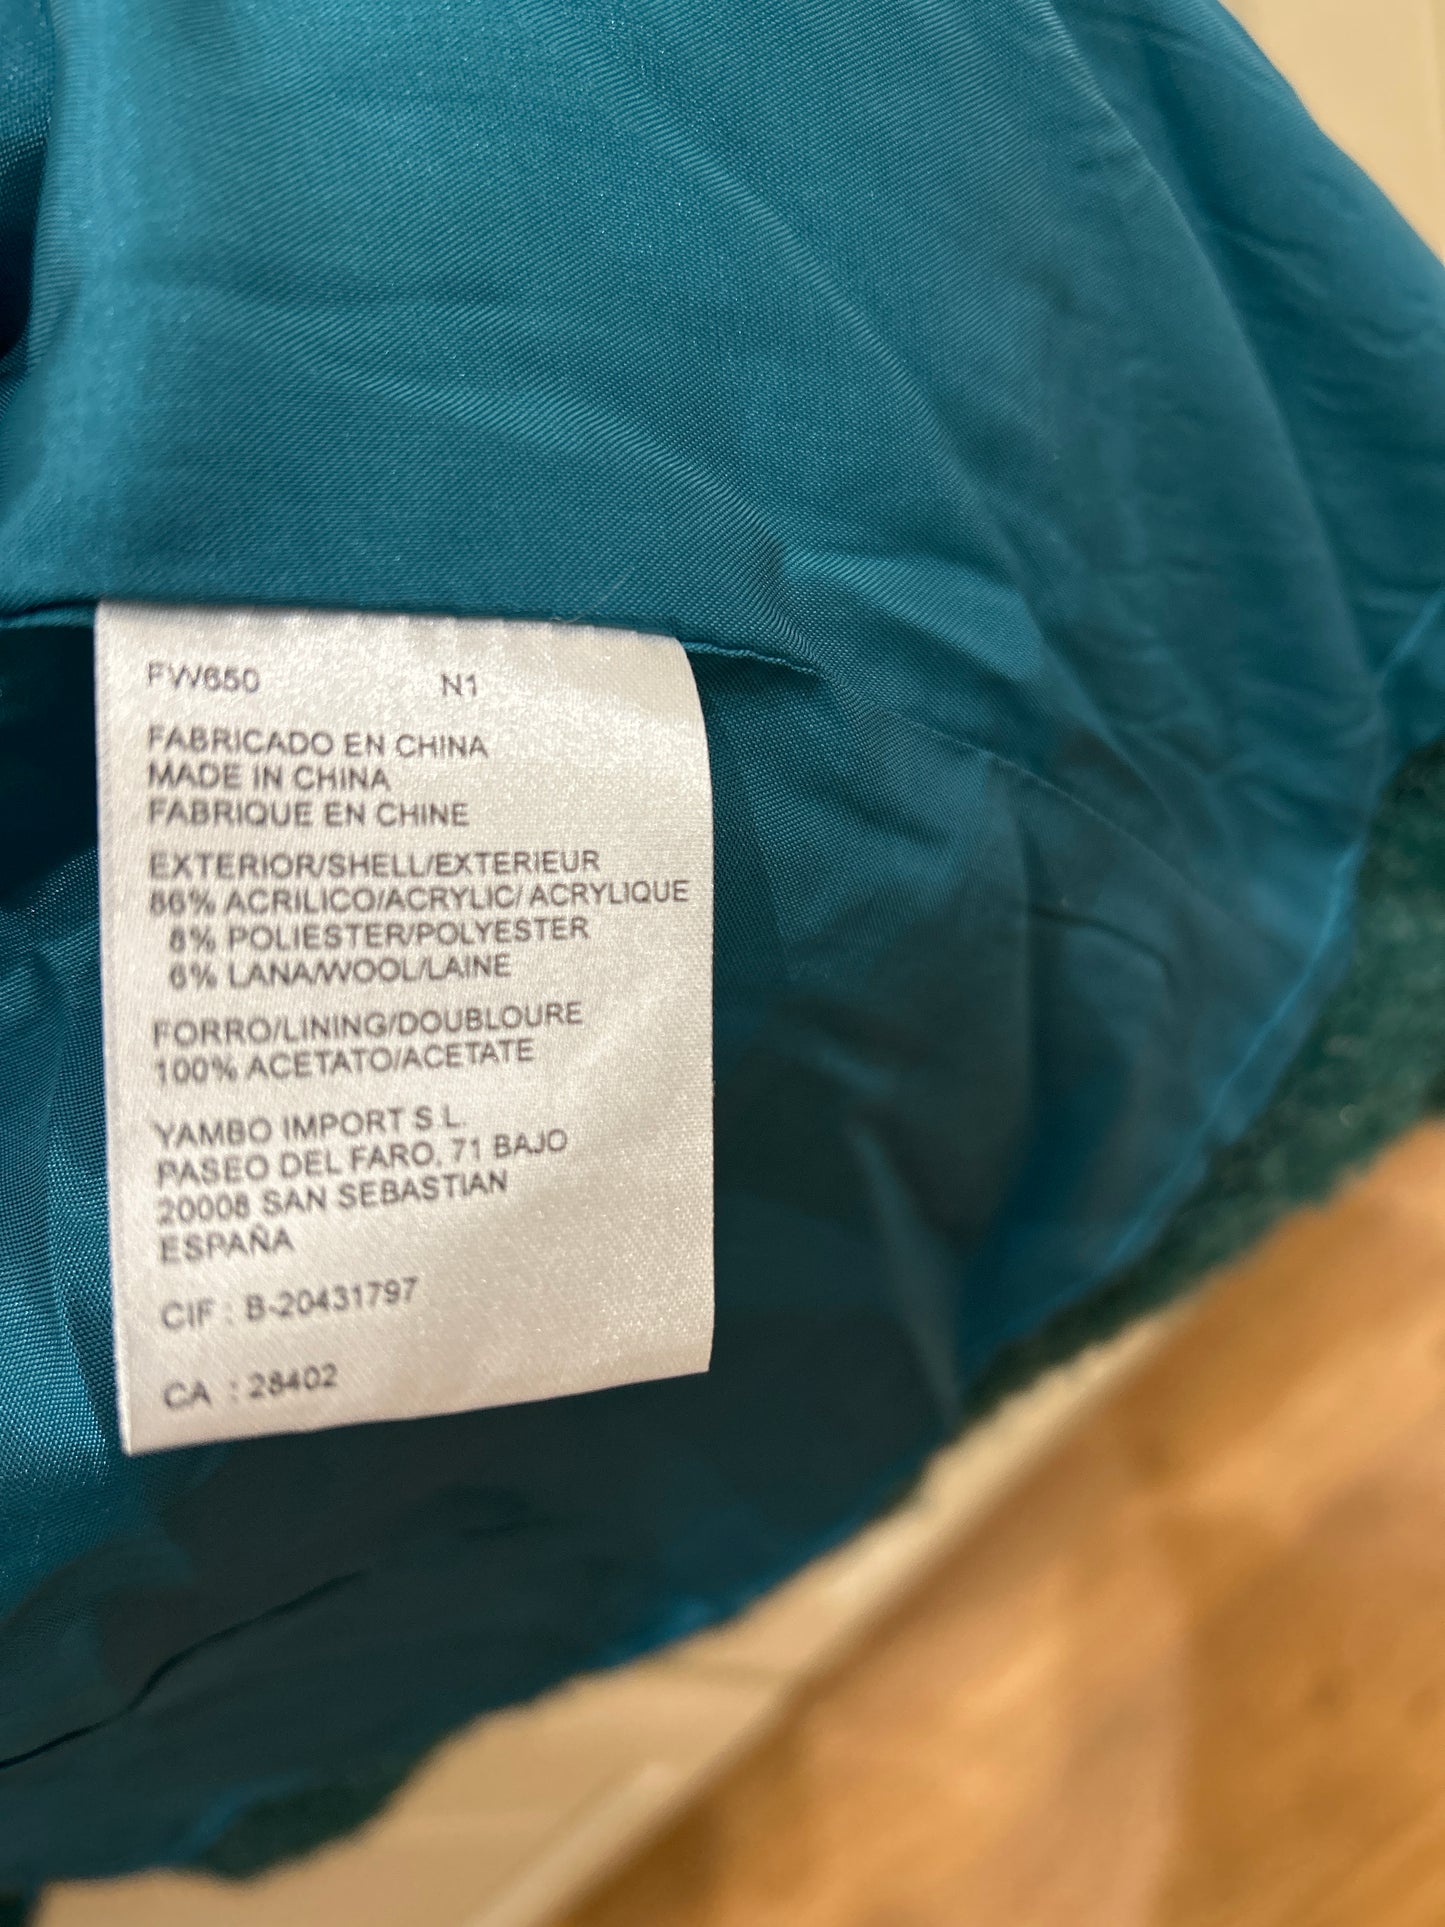 FW650 N1
FABRICADO EN CHINA
MADE IN CHINA
FABRIQUE EN CHINE
EXTERIOR/SHELL/EXTERIEUR
86% ACRILICO/ACRYLIC/ACRYLIQUE
8% POLIESTER/POLYESTER
6% LANA/WOOL/LAINE
FORRO/LINING/DOUBLOURE
100% ACETATO/ACETATE
YAMBO IMPORT S L.
PASEO DEL FARO, 71 BAJO
20008 SAN SEBASTIAN
ESPAÑA
CIF : B-20431797
CA : 28402